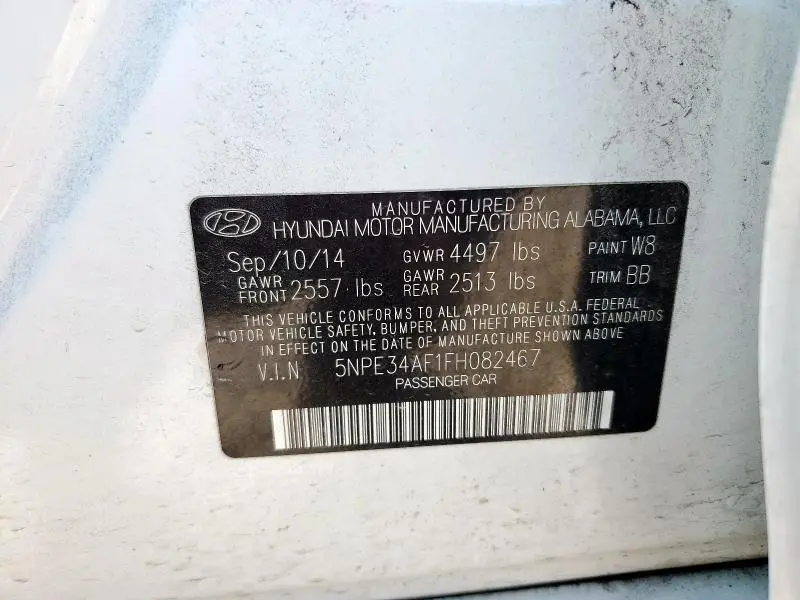 MANUFACTURED BY
HYUNDAI MOTOR MANUFACTURING ALABAMA, LLC
Sep/10/14 GVWR 4497 lbs PAINT W8
GAWR FRONT 2557 lbs GAWR REAR 2513 lbs TRIM BB
THIS VEHICLE CONFORMS TO ALL APPLICABLE U.S.A. FEDERAL
MOTOR VEHICLE SAFETY, BUMPER, AND THEFT PREVENTION STANDARDS
IN EFFECT ON THE DATE OF MANUFACTURE SHOWN ABOVE
V.I.N 5NPE34AF1FH082467
PASSENGER CAR